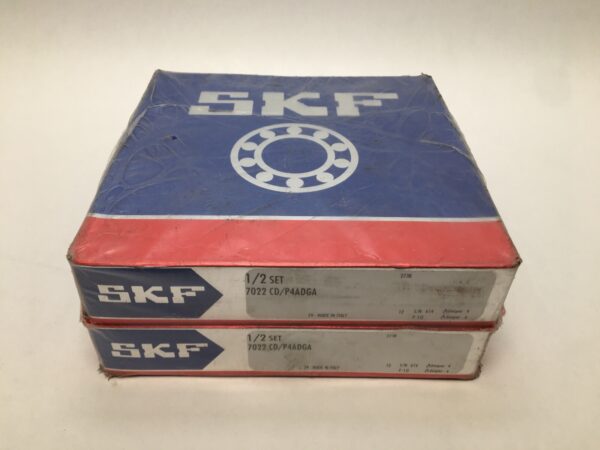 SKF
SKF
1/2 SET
7022 CD/P4ADGA
MADE IN ITALY
SKF
1/2 SET
7022 CD/P4ADGA
MADE IN ITALY